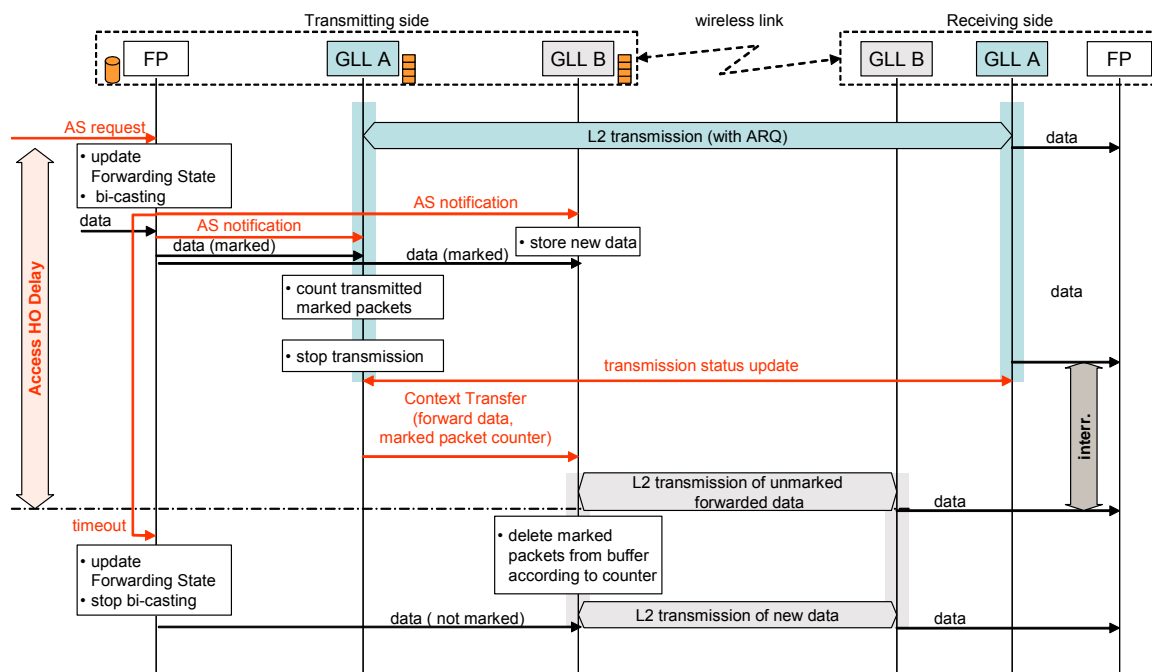 Transmitting side
wireless link
Receiving side
FP
GLL A
GLL B
GLL B
GLL A
FP
AS request
L2 transmission (with ARQ)
data
• update
Forwarding State
• bi-casting
AS notification
data
AS notification
data (marked)
data (marked)
• store new data
• count transmitted
marked packets
data
Access HO Delay
• stop transmission
transmission status update
Context Transfer
(forward data,
marked packet counter)
interr.
L2 transmission of unmarked
forwarded data
data
timeout
• delete marked
packets from buffer
according to counter
• update
Forwarding State
• stop bi-casting
data ( not marked)
L2 transmission of new data
data